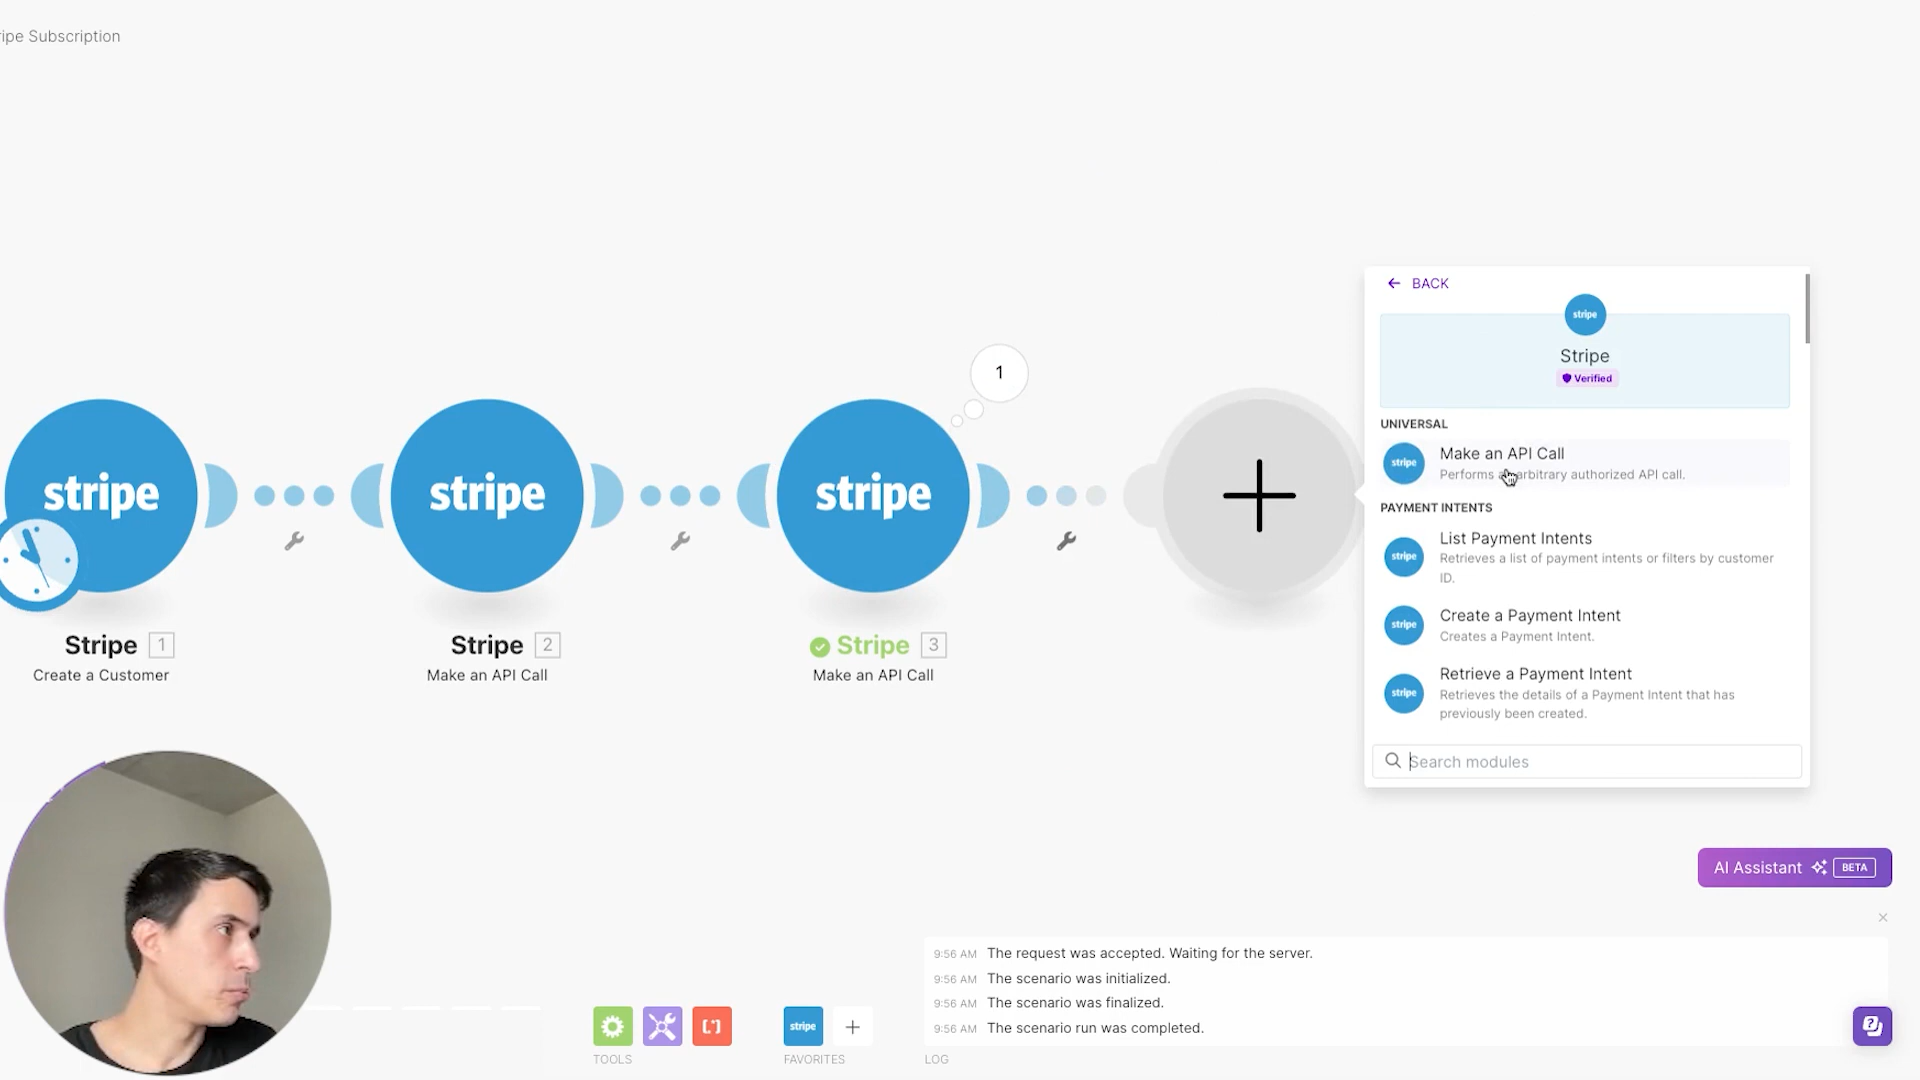 ipe Subscription
BACK
stripe
Stripe
Verified
UNIVERSAL
stripe
Make an API Call
Performs arbitrary authorized API call.
PAYMENT INTENTS
stripe
List Payment Intents
Retrieves a list of payment intents or filters by customer
ID.
stripe
Create a Payment Intent
Creates a Payment Intent.
stripe
Retrieve a Payment Intent
Retrieves the details of a Payment Intent that has
previously been created.
Search modules
1
stripe
stripe
stripe
Stripe 1
Create a Customer
Stripe 2
Make an API Call
Stripe 3
Make an API Call
AI Assistant BETA
9:56 AM The request was accepted. Waiting for the server.
9:56 AM The scenario was initialized.
9:56 AM The scenario was finalized.
9:56 AM The scenario run was completed.
stripe
TOOLS
FAVORITES
LOG